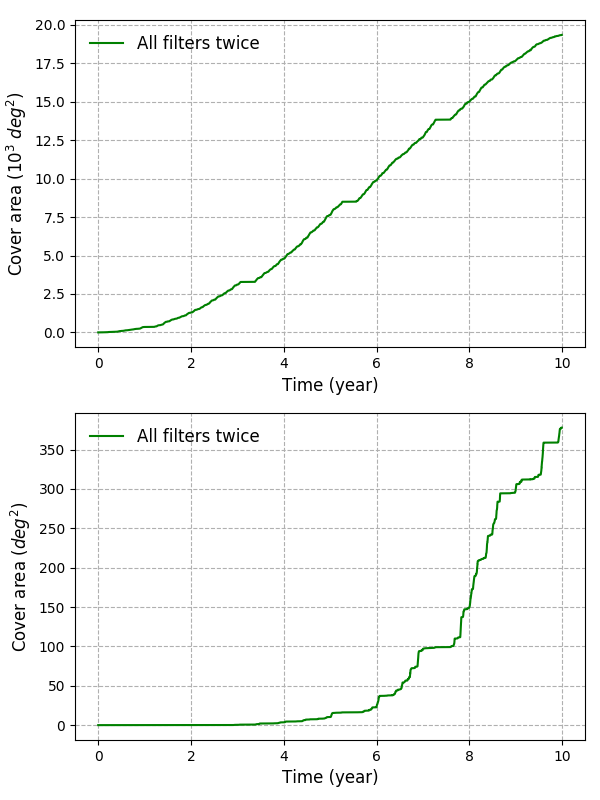 20.0
17.5
15.0
12.5
10.0
7.5
5.0
2.5
0.0
Cover area (10³ deg²)
All filters twice
0 2 4 6 8 10
Time (year)
350
300
250
200
150
100
50
0
Cover area (deg²)
All filters twice
0 2 4 6 8 10
Time (year)